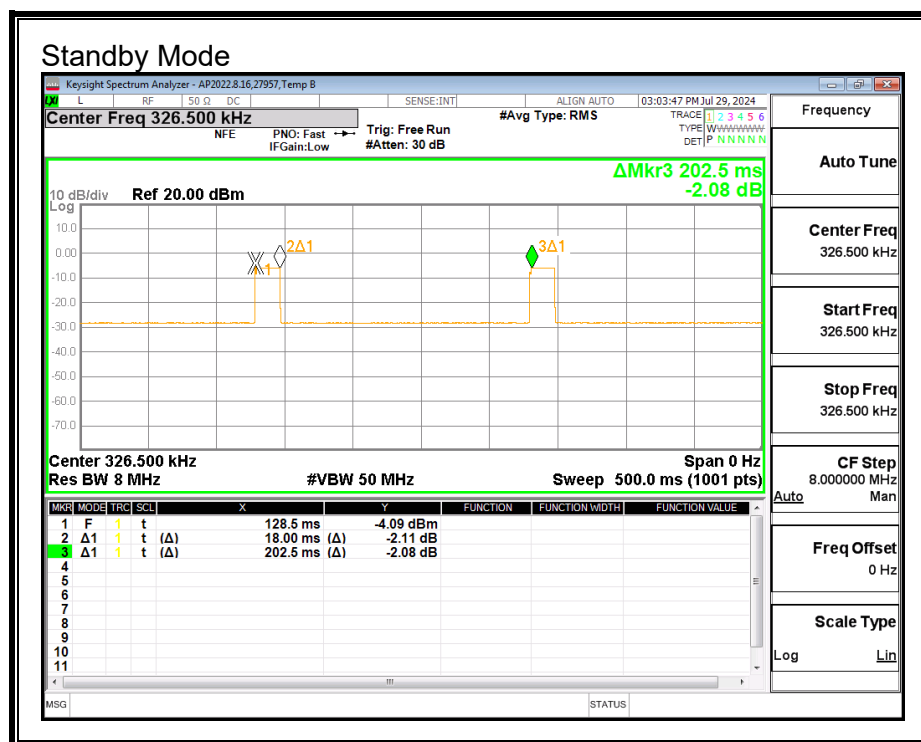 Standby Mode
Keysight Spectrum Analyzer - AP2022.8.16,27957,Temp B
LXI L RF 50 Ω DC SENSE:INT ALIGN AUTO 03:03:47 PM Jul 29, 2024
Center Freq 326.500 kHz #Avg Type: RMS TRACE 1 2 3 4 5 6
NFE PNO: Fast Trig: Free Run TYPE WWWWWW
IFGain:Low #Atten: 30 dB DET P N N N N N
ΔMkr3 202.5 ms
-2.08 dB
10 dB/div Ref 20.00 dBm
Log
10.0
0.00
-10.0
-20.0
-30.0
-40.0
-50.0
-60.0
-70.0
1
2Δ1
3Δ1
Center 326.500 kHz Span 0 Hz
Res BW 8 MHz #VBW 50 MHz Sweep 500.0 ms (1001 pts)
MKR MODE TRC SCL X Y FUNCTION FUNCTION WIDTH FUNCTION VALUE
1 F 1 t 128.5 ms -4.09 dBm
2 Δ1 1 t (Δ) 18.00 ms (Δ) -2.11 dB
3 Δ1 1 t (Δ) 202.5 ms (Δ) -2.08 dB
4
5
6
7
8
9
10
11
MSG STATUS
Frequency
Auto Tune
Center Freq
326.500 kHz
Start Freq
326.500 kHz
Stop Freq
326.500 kHz
CF Step
8.000000 MHz
Auto Man
Freq Offset
0 Hz
Scale Type
Log Lin